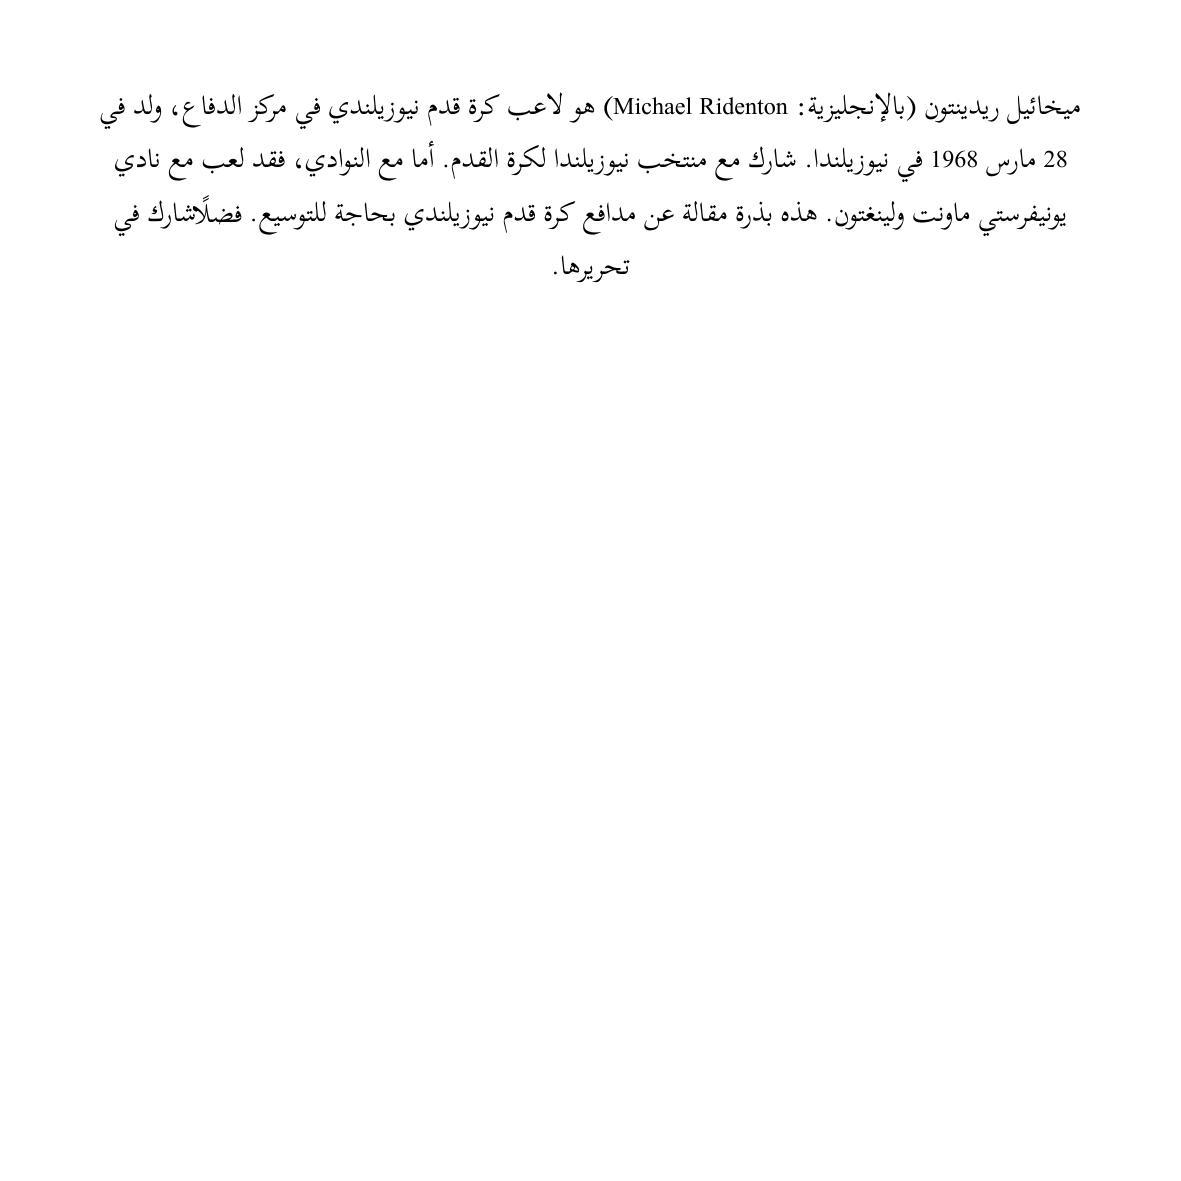 ميخائيل ريدينتون (بالإنجليزية: Michael Ridenton) هو لاعب كرة قدم نيوزيلندي في مركز الدفاع، ولد في
28 مارس 1968 في نيوزيلندا. شارك مع منتخب نيوزيلندا لكرة القدم. أما مع النوادي، فقد لعب مع نادي
يونيفرستي ماونت ولينغتون. هذه بذرة مقالة عن مدافع كرة قدم نيوزيلندي بحاجة للتوسيع. فضلًاشارك في
تحريرها.